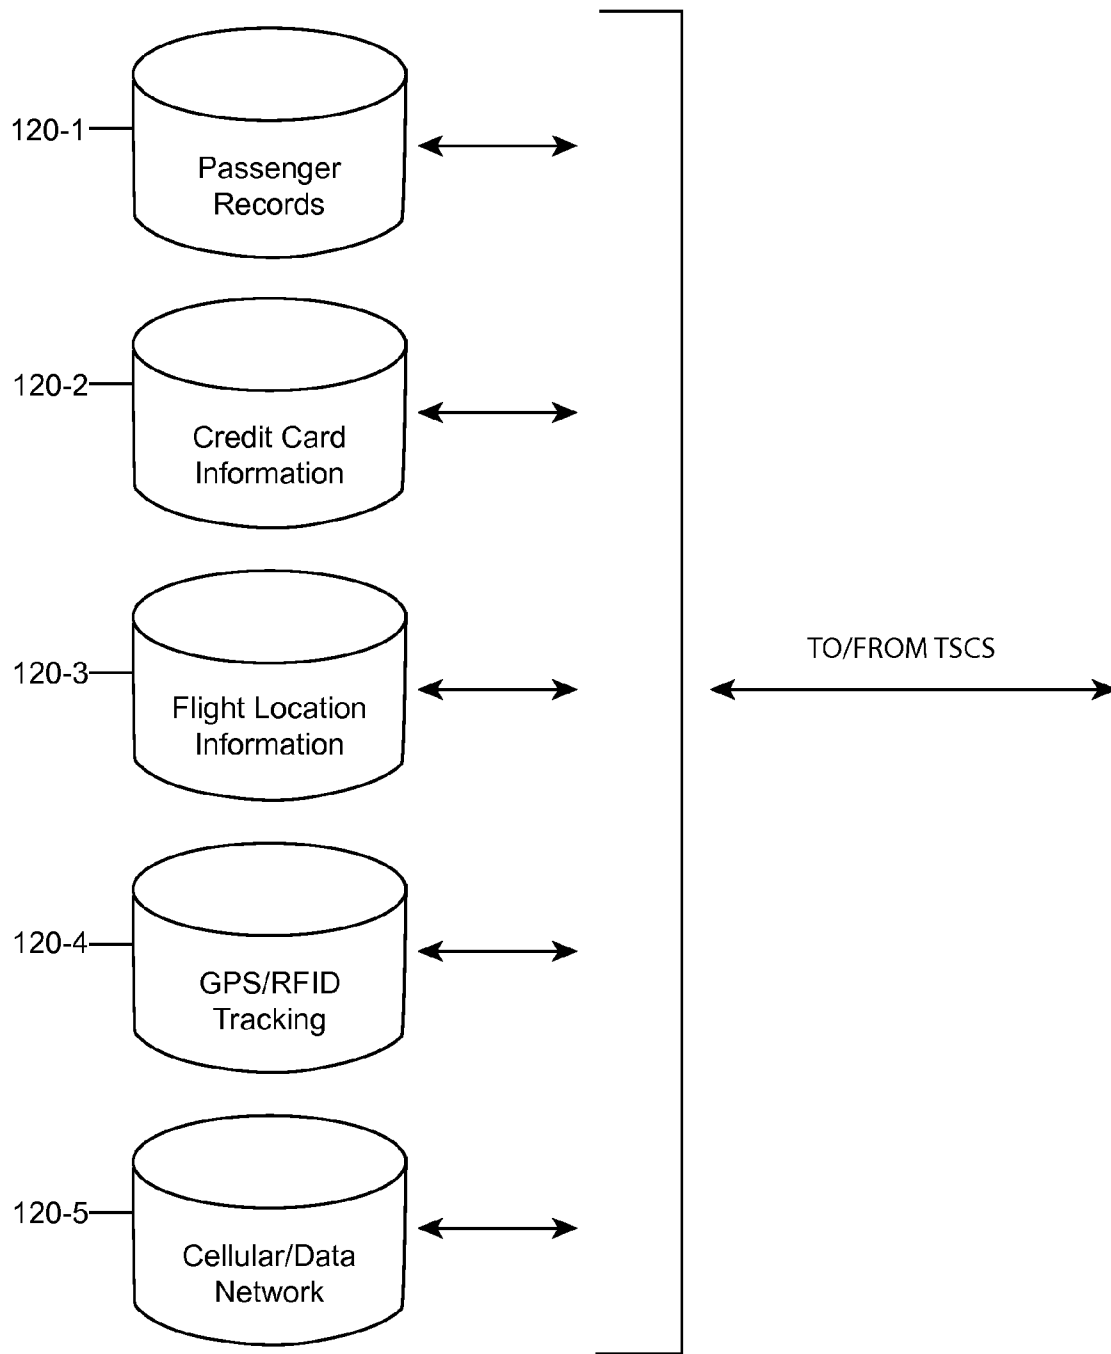 120-1
Passenger
Records
120-2
Credit Card
Information
120-3
Flight Location
Information
TO/FROM TSCS
120-4
GPS/RFID
Tracking
120-5
Cellular/Data
Network